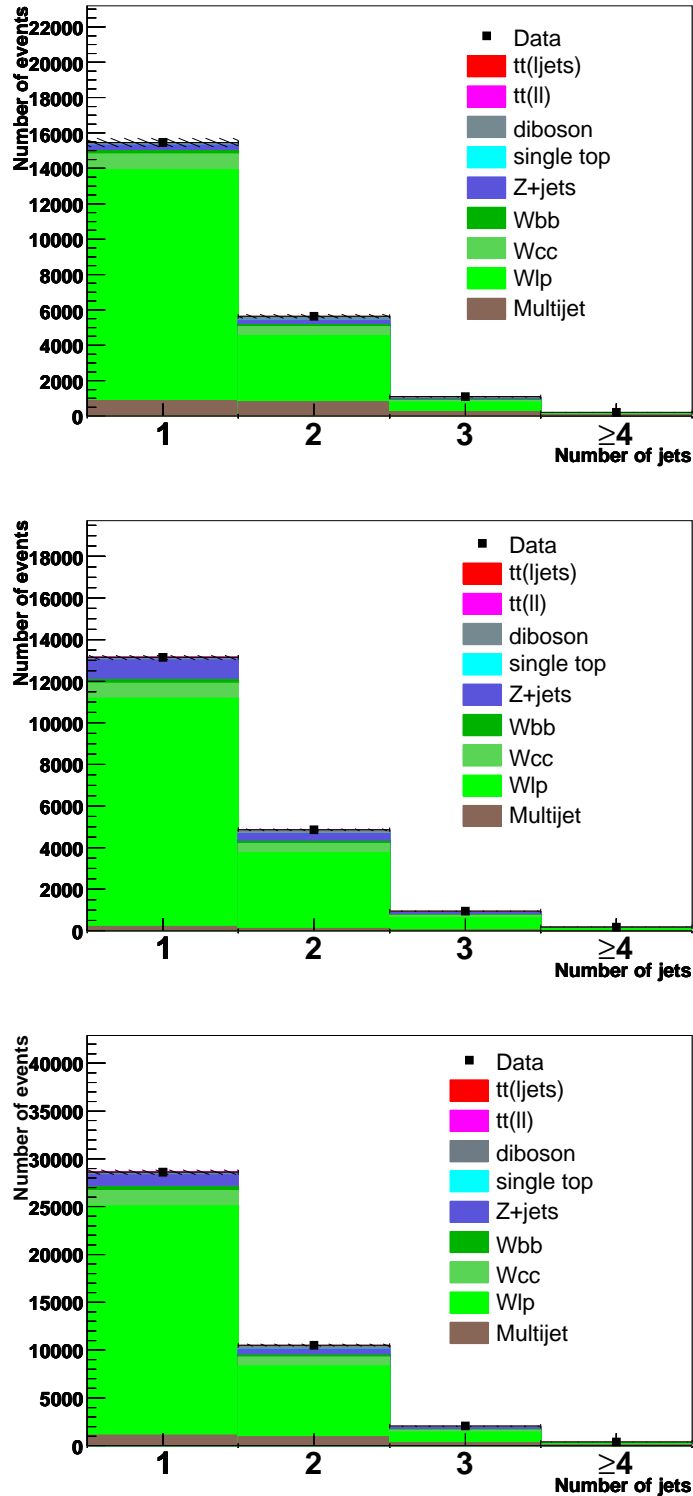 Number of events
22000
20000
18000
16000
14000
12000
10000
8000
6000
4000
2000
0
Data
tt(ljets)
tt(ll)
diboson
single top
Z+jets
Wbb
Wcc
Wlp
Multijet
1 2 3 ≥4
Number of jets
Number of events
18000
16000
14000
12000
10000
8000
6000
4000
2000
0
Data
tt(ljets)
tt(ll)
diboson
single top
Z+jets
Wbb
Wcc
Wlp
Multijet
1 2 3 ≥4
Number of jets
Number of events
40000
35000
30000
25000
20000
15000
10000
5000
0
Data
tt(ljets)
tt(ll)
diboson
single top
Z+jets
Wbb
Wcc
Wlp
Multijet
1 2 3 ≥4
Number of jets